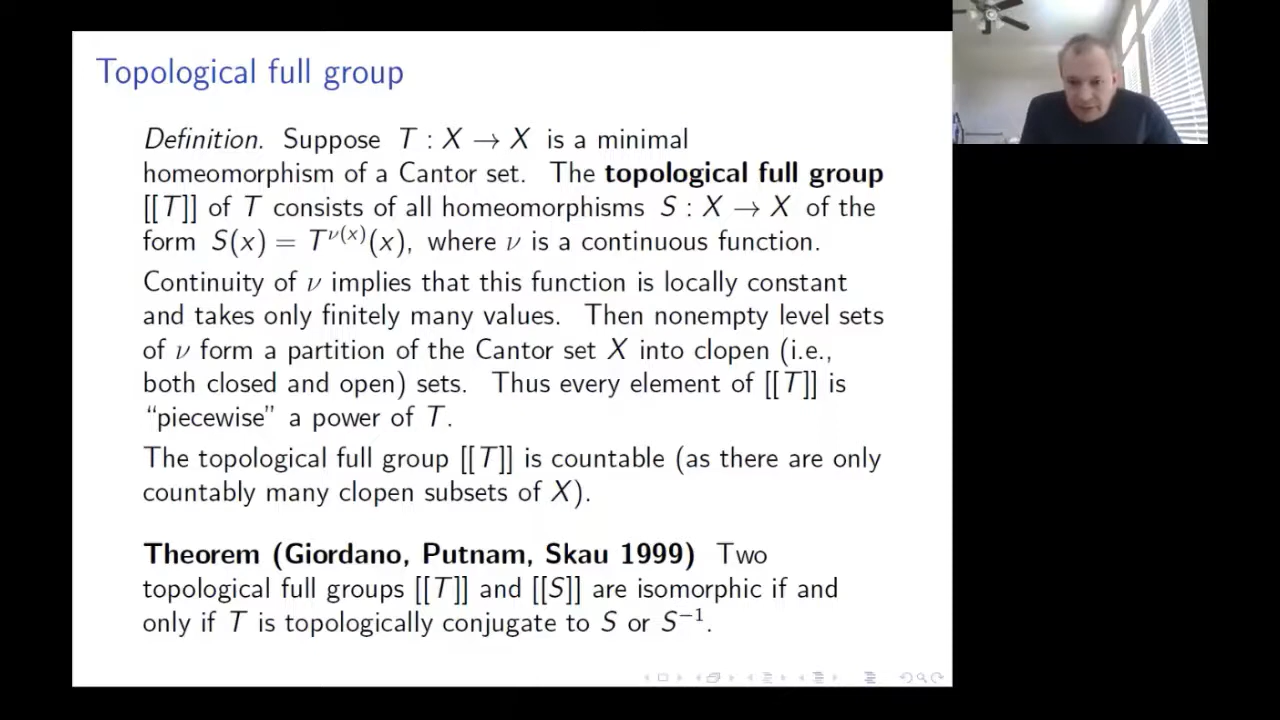 Topological full group
Definition. Suppose T : X → X is a minimal
homeomorphism of a Cantor set. The topological full group
[[T]] of T consists of all homeomorphisms S : X → X of the
form S(x) = T^ν(x)(x), where ν is a continuous function.
Continuity of ν implies that this function is locally constant
and takes only finitely many values. Then nonempty level sets
of ν form a partition of the Cantor set X into clopen (i.e.,
both closed and open) sets. Thus every element of [[T]] is
“piecewise” a power of T.
The topological full group [[T]] is countable (as there are only
countably many clopen subsets of X).
Theorem (Giordano, Putnam, Skau 1999) Two
topological full groups [[T]] and [[S]] are isomorphic if and
only if T is topologically conjugate to S or S⁻¹.